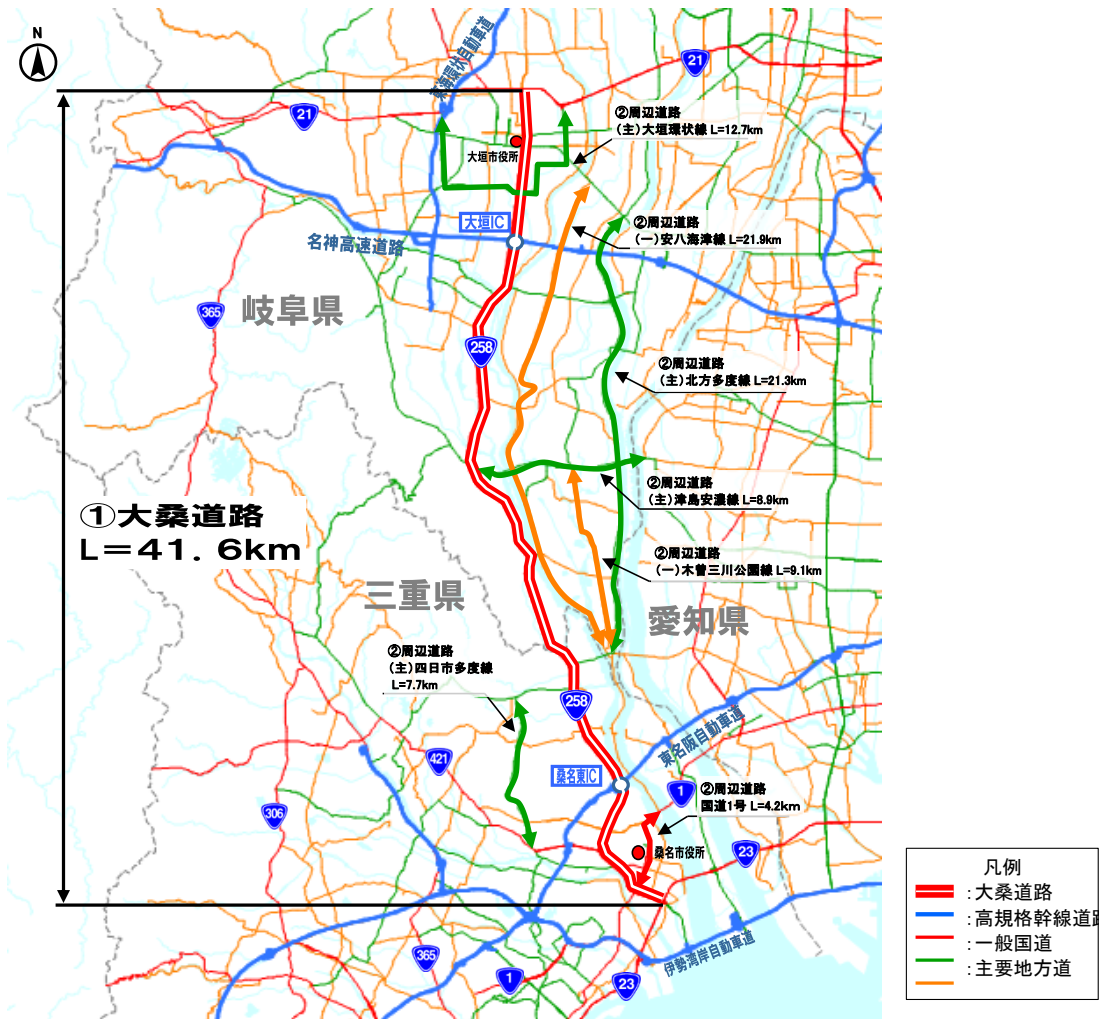 N
東海環状自動車道
21
21
②周辺道路
(主)大垣環状線 L=12.7km
大垣市役所
大垣IC
②周辺道路
(一)安八海津線 L=21.9km
名神高速道路
365
岐阜県
258
②周辺道路
(主)北方多度線 L=21.3km
②周辺道路
(主)津島安濃線 L=8.9km
①大桑道路
L=41.6km
②周辺道路
(一)木曽三川公園線 L=9.1km
三重県
愛知県
②周辺道路
(主)四日市多度線
L=7.7km
258
東名阪自動車道
421
桑名東IC
1
②周辺道路
国道1号 L=4.2km
306
桑名市役所
23
365
1
23
伊勢湾岸自動車道
凡例
:大桑道路
:高規格幹線道路
:一般国道
:主要地方道